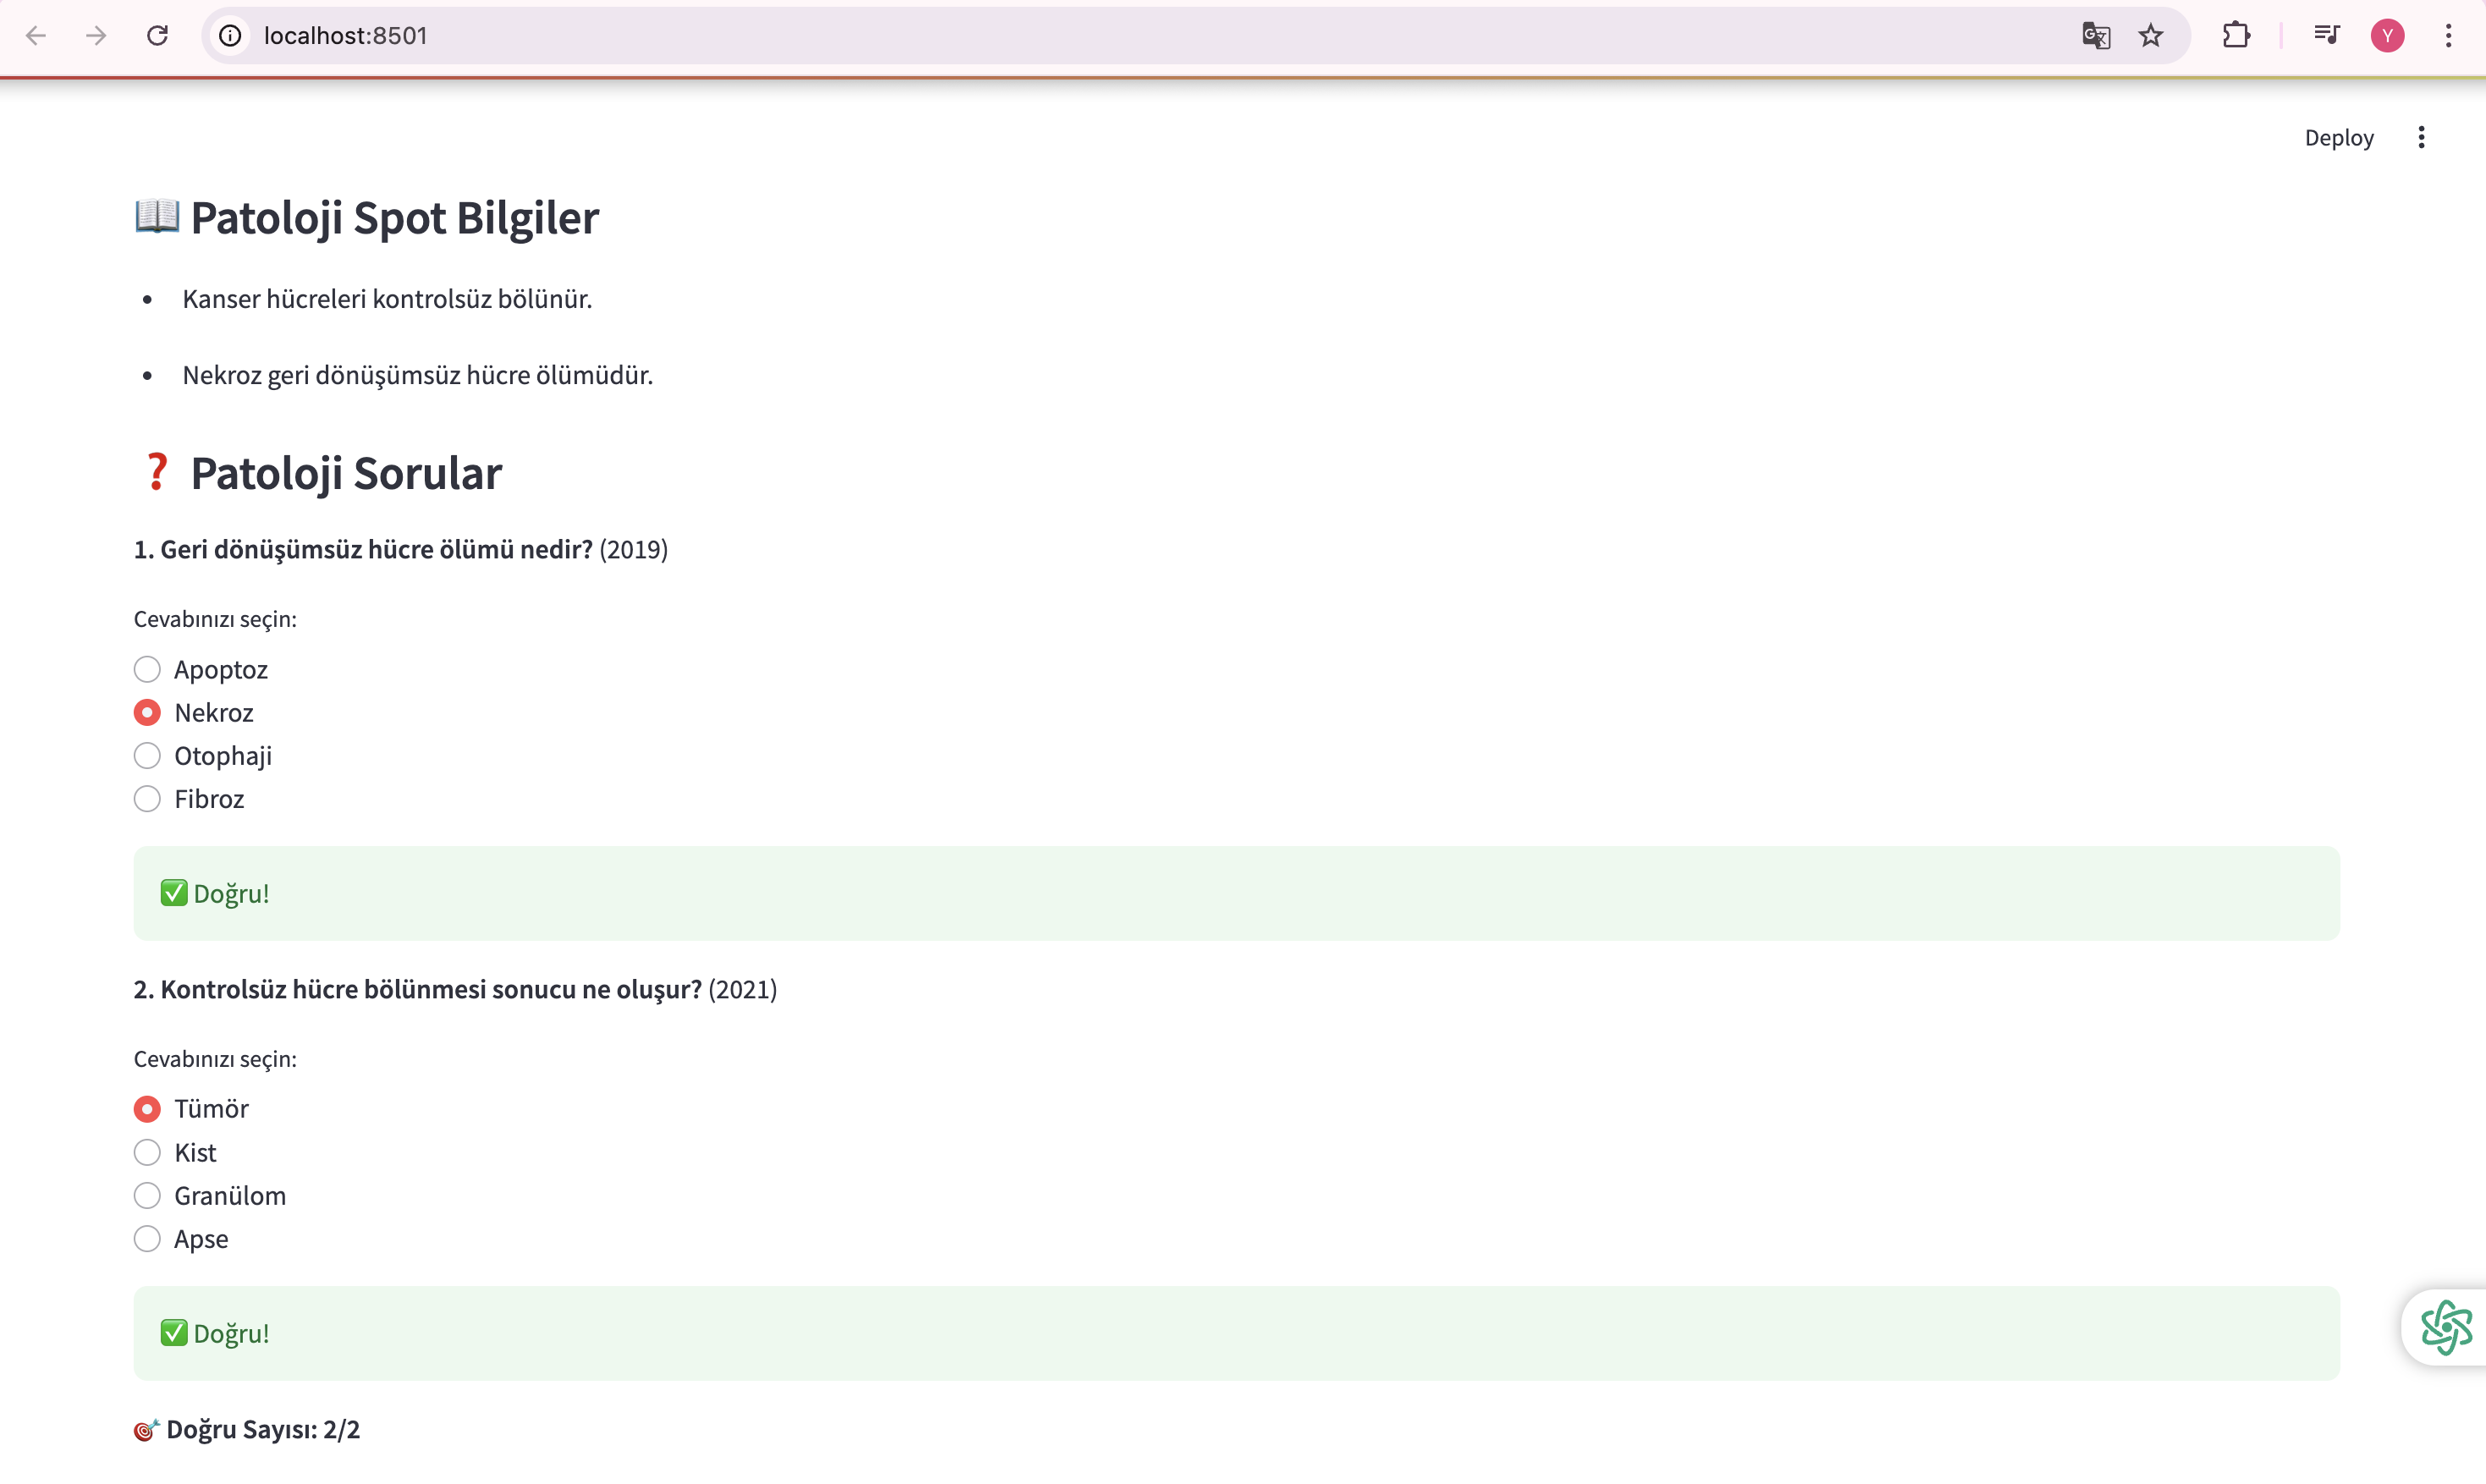 localhost:8501
Y
Deploy
📖 Patoloji Spot Bilgiler
• Kanser hücreleri kontrolsüz bölünür.
• Nekroz geri dönüşümsüz hücre ölümüdür.
❓ Patoloji Sorular
1. Geri dönüşümsüz hücre ölümü nedir? (2019)
Cevabınızı seçin:
Apoptoz
Nekroz
Otophaji
Fibroz
✅ Doğru!
2. Kontrolsüz hücre bölünmesi sonucu ne oluşur? (2021)
Cevabınızı seçin:
Tümör
Kist
Granülom
Apse
✅ Doğru!
🎯 Doğru Sayısı: 2/2